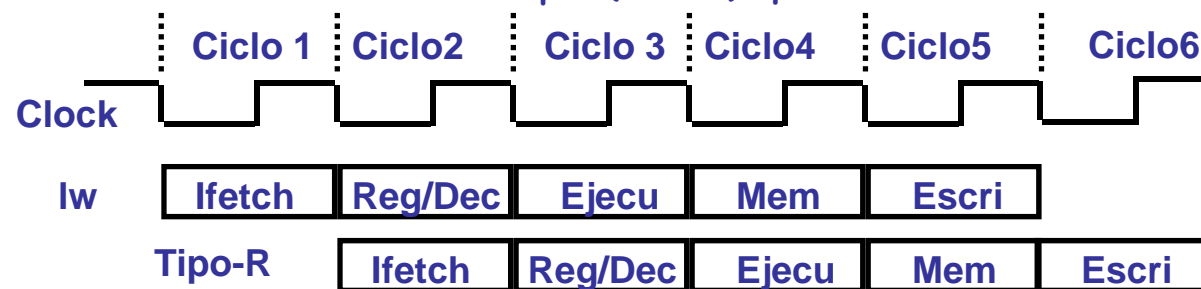 Ciclo 1 Ciclo2 Ciclo 3 Ciclo4 Ciclo5 Ciclo6
Clock
lw Ifetch Reg/Dec Ejecu Mem Escri
Tipo-R Ifetch Reg/Dec Ejecu Mem Escri